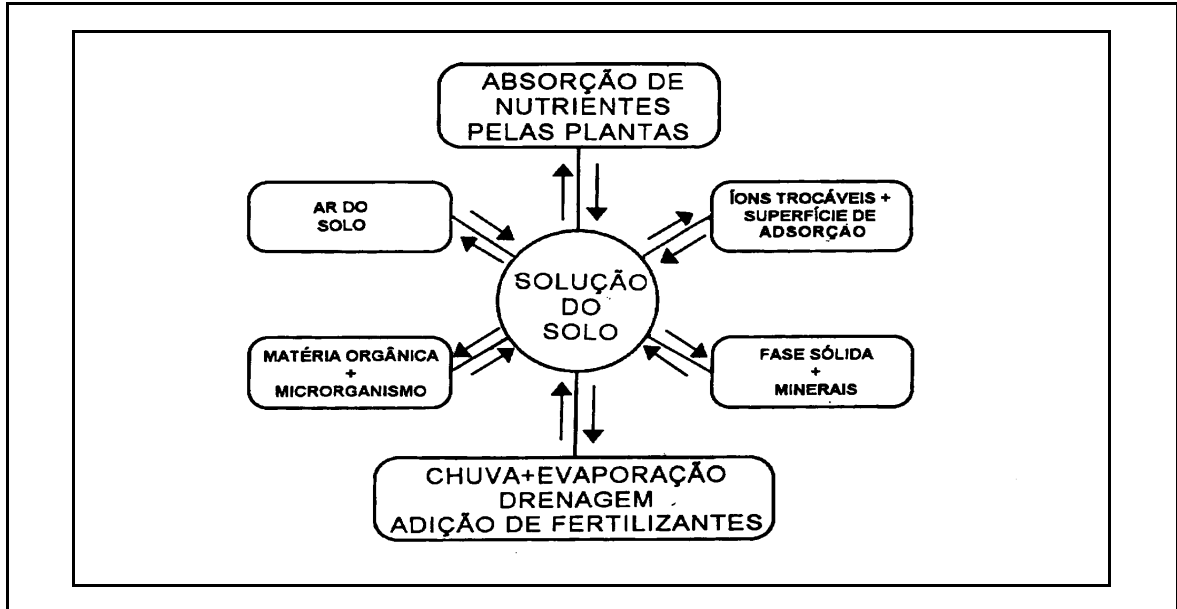 ABSORÇÃO DE
NUTRIENTES
PELAS PLANTAS
AR DO
SOLO
ÍONS TROCÁVEIS +
SUPERFÍCIE DE
ADSORÇÃO
SOLUÇÃO
DO
SOLO
MATÉRIA ORGÂNICA
+
MICRORGANISMO
FASE SÓLIDA
+
MINERAIS
CHUVA+EVAPORAÇÃO
DRENAGEM
ADIÇÃO DE FERTILIZANTES